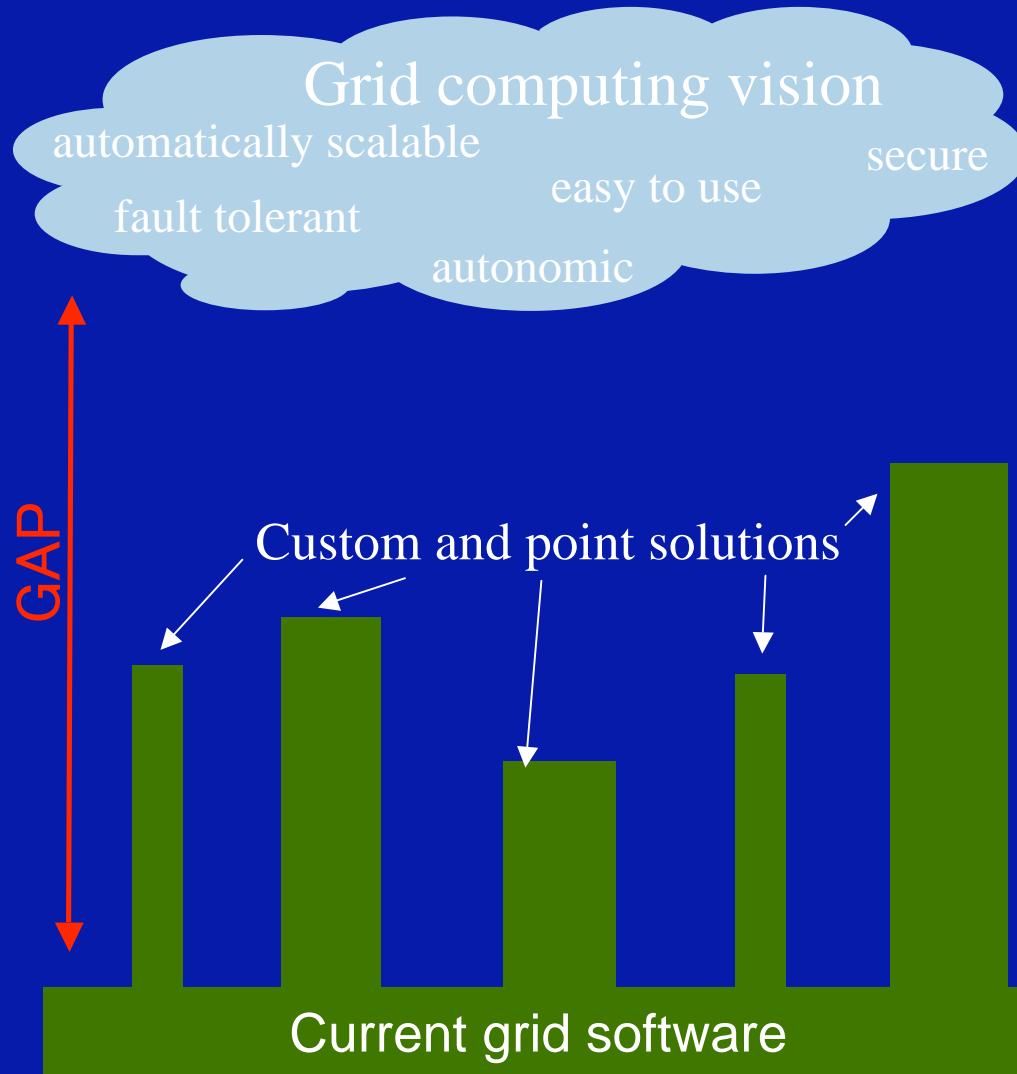 Grid computing vision
automatically scalable
secure
easy to use
fault tolerant
autonomic
GAP
Custom and point solutions
Current grid software